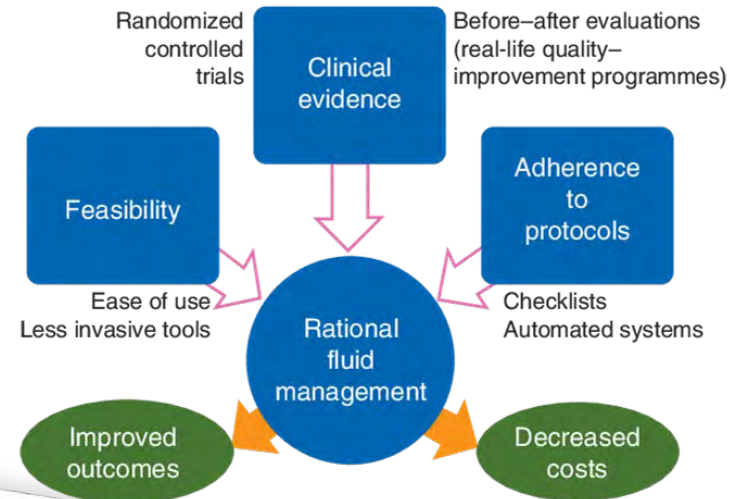 Randomized
controlled
trials
Clinical
evidence
Before–after evaluations
(real-life quality–
improvement programmes)
Feasibility
Ease of use
Less invasive tools
Adherence
to
protocols
Checklists
Automated systems
Rational
fluid
management
Improved
outcomes
Decreased
costs